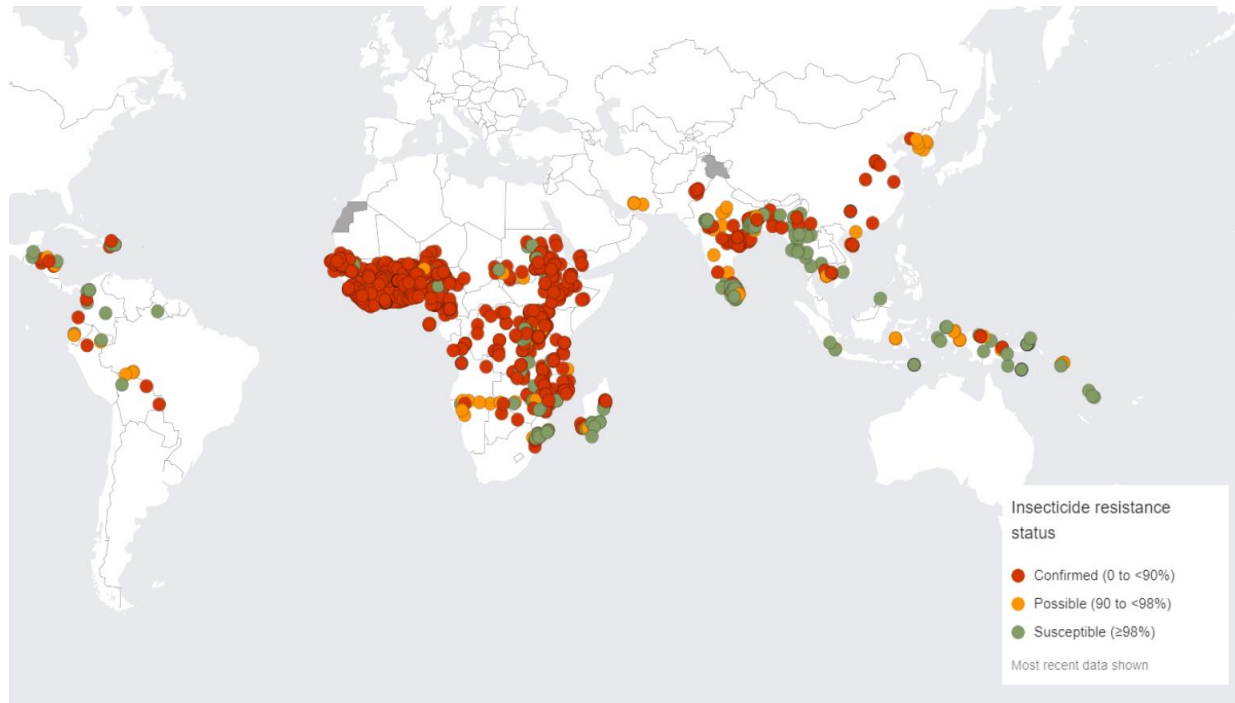 Insecticide resistance
status
Confirmed (0 to <90%)
Possible (90 to <98%)
Susceptible (≥98%)
Most recent data shown